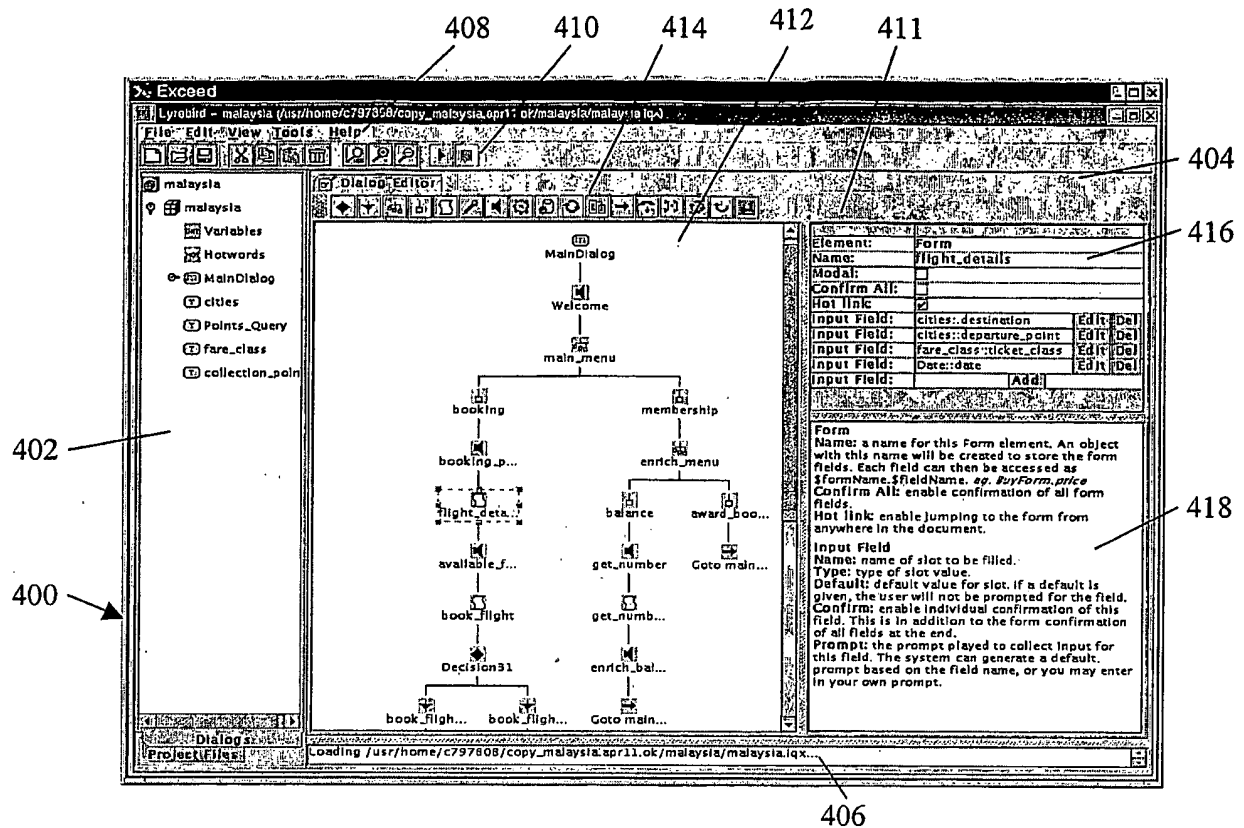 408 410 414 412 411
Exceed
Lyrebird - malaysia (/usr/home/c797808/copy_malaysia.apr11.ok/malaysia/malaysia.iqx)
File Edit View Tools Help
404
malaysia
malaysia
Variables
Hotwords
MainDialog
cities
Points_Query
fare_class
collection_poin
402
400
Dialogs
Project Files
Dialog Editor
MainDialog
Welcome
main_menu
booking membership
booking_p... enrich_menu
flight_deta... balance award_boo...
available_f... get_number Goto main...
book_flight get_numb...
Decision31 enrich_bal...
book_fligh... book_fligh... Goto main...
Element: Form
Name: flight_details
416
Modal:
Confirm All:
Hot link:
Input Field: cities::destination Edit Del
Input Field: cities::departure_point Edit Del
Input Field: fare_class::ticket_class Edit Del
Input Field: Date::date Edit Del
Input Field: Add
Form
Name: a name for this Form element. An object
with this name will be created to store the form
fields. Each field can then be accessed as
$formName.$fieldName. eg. BuyForm.price
Confirm All: enable confirmation of all form
fields.
Hot link: enable jumping to the form from
anywhere in the document.
418
Input Field
Name: name of slot to be filled.
Type: type of slot value.
Default: default value for slot. If a default is
given, the user will not be prompted for the field.
Confirm: enable individual confirmation of this
field. This is in addition to the form confirmation
of all fields at the end.
Prompt: the prompt played to collect input for
this field. The system can generate a default
prompt based on the field name, or you may enter
in your own prompt.
Loading /usr/home/c797808/copy_malaysia.apr11.ok/malaysia/malaysia.iqx...
406